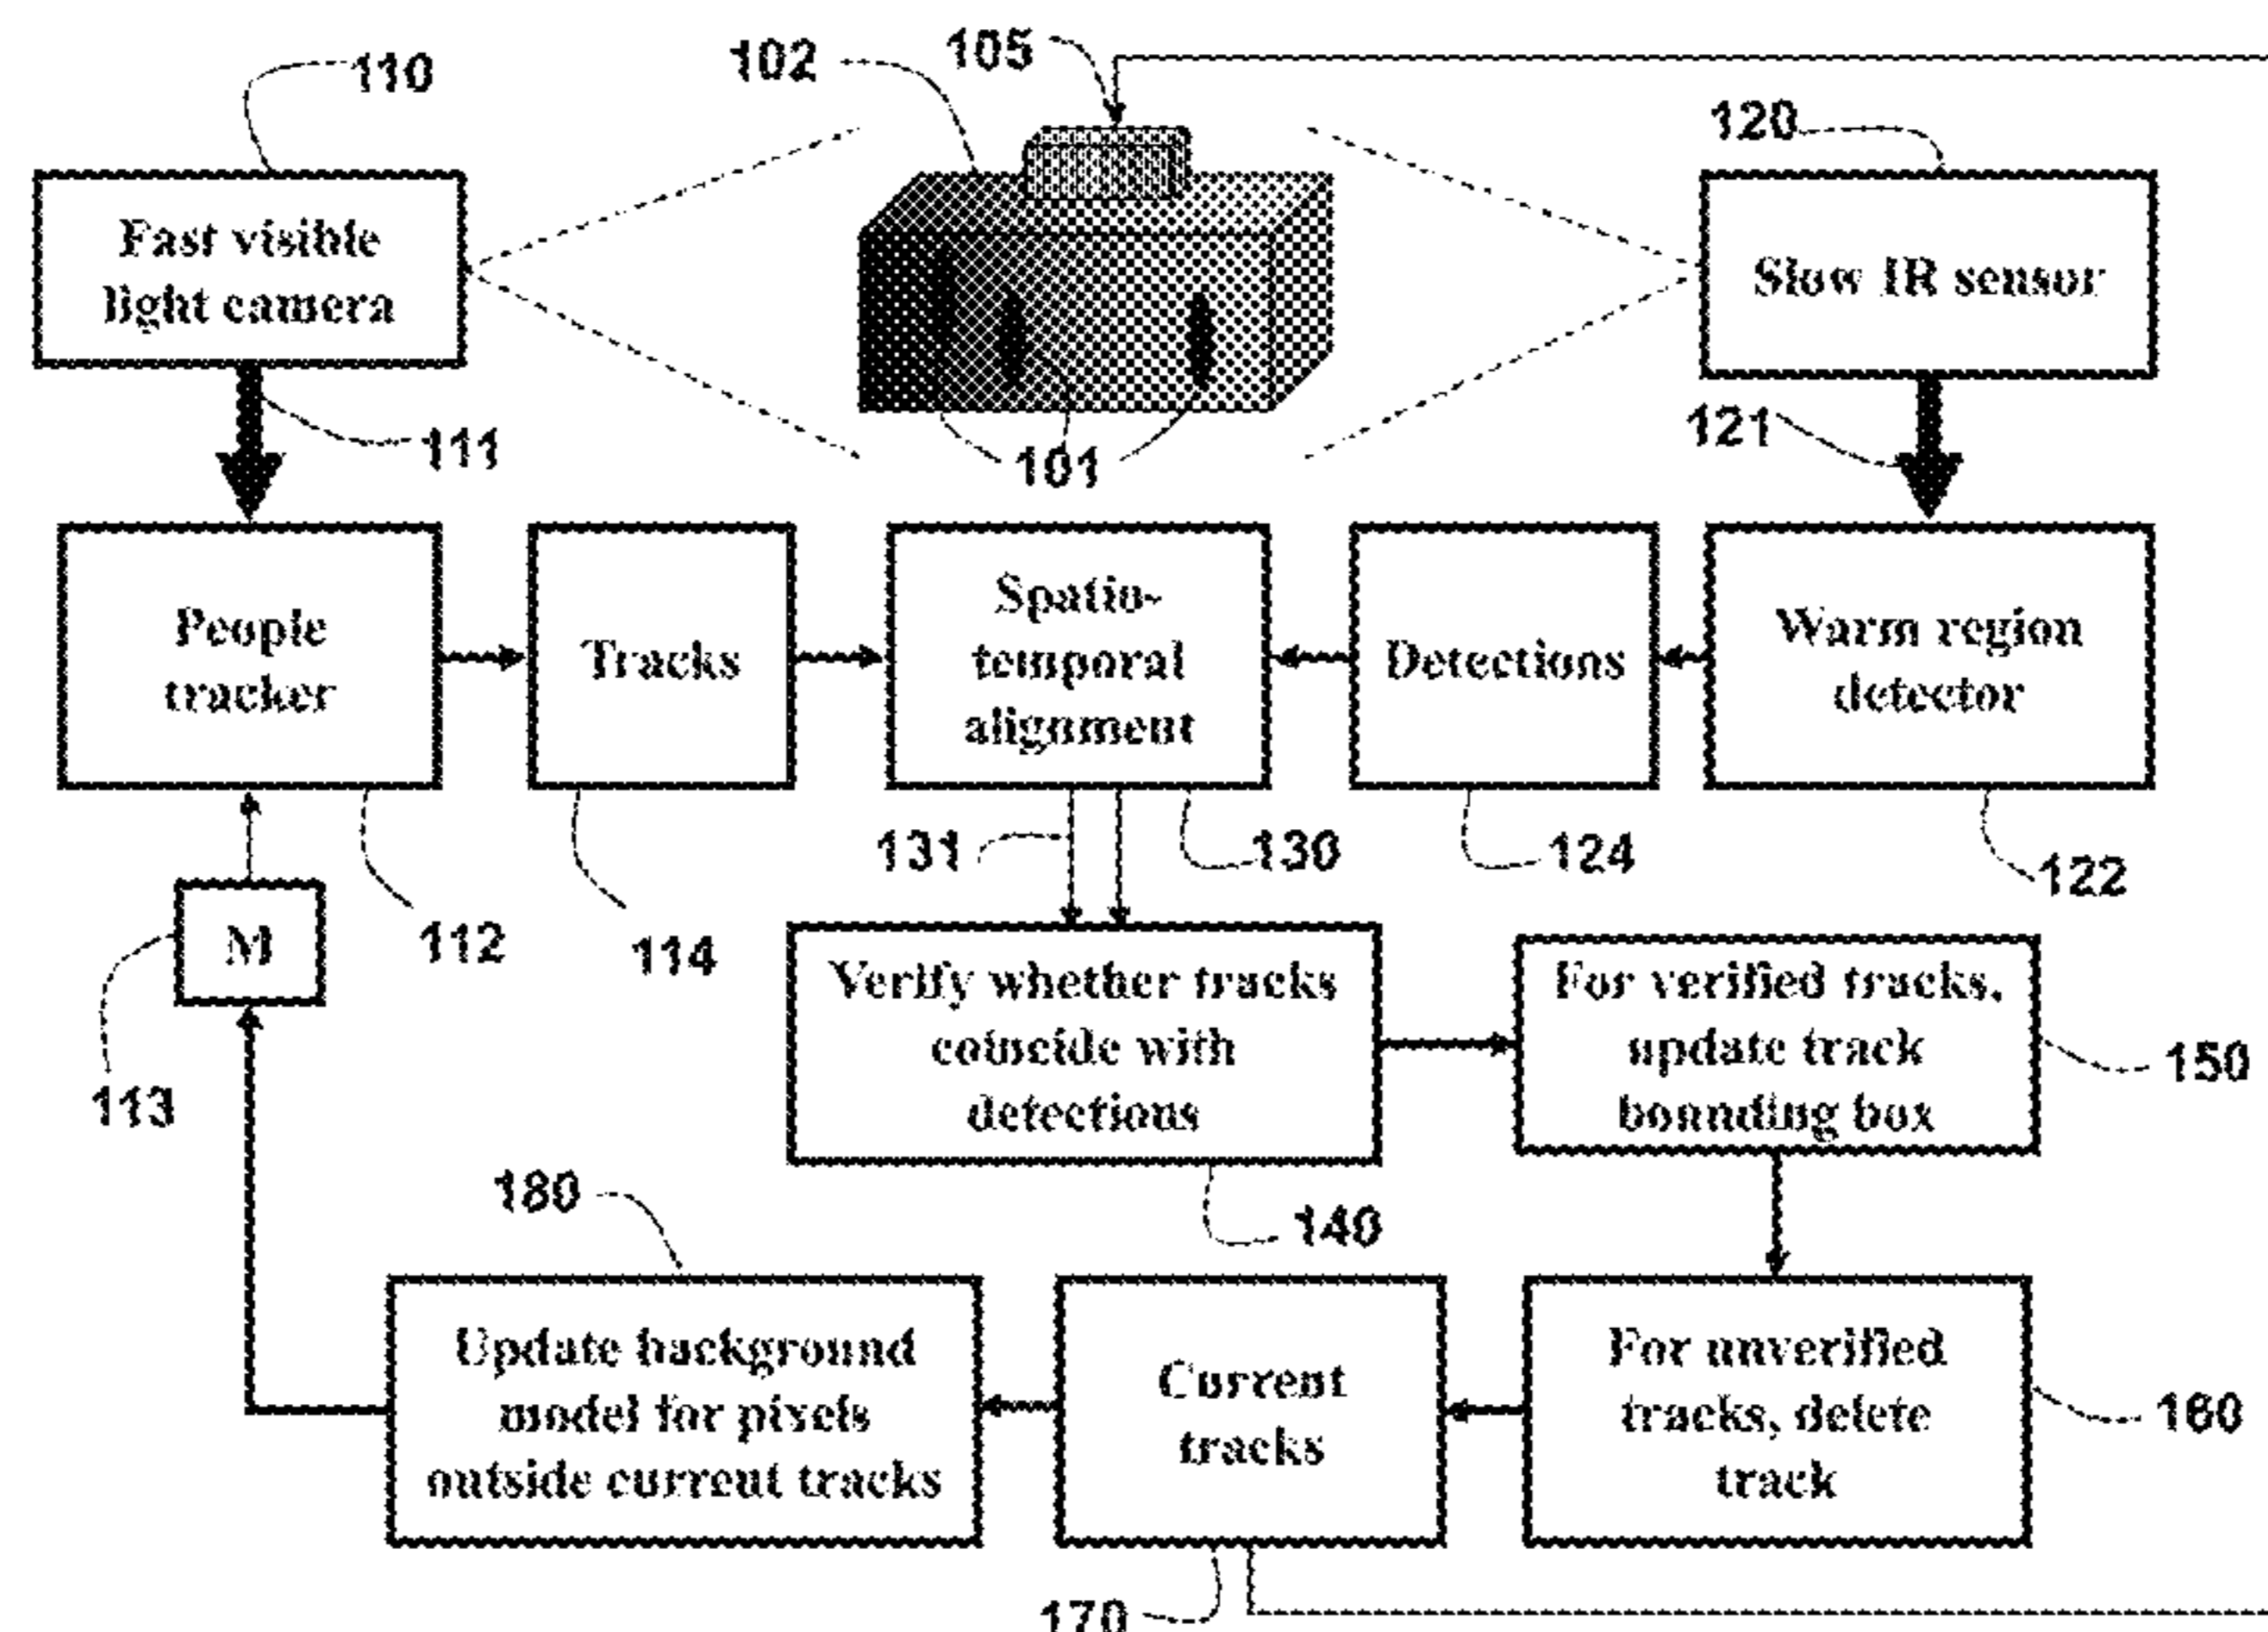 110
102
105
120
Fast visible
light camera
Slow IR sensor
111
101
121
People
tracker
Tracks
Spatio-
temporal
alignment
Detections
Warm region
detector
131
130
124
122
M
112
114
113
Verify whether tracks
coincide with
detections
For verified tracks,
update track
bounding box
150
180
140
Update background
model for pixels
outside current tracks
Current
tracks
For unverified
tracks, delete
track
160
170